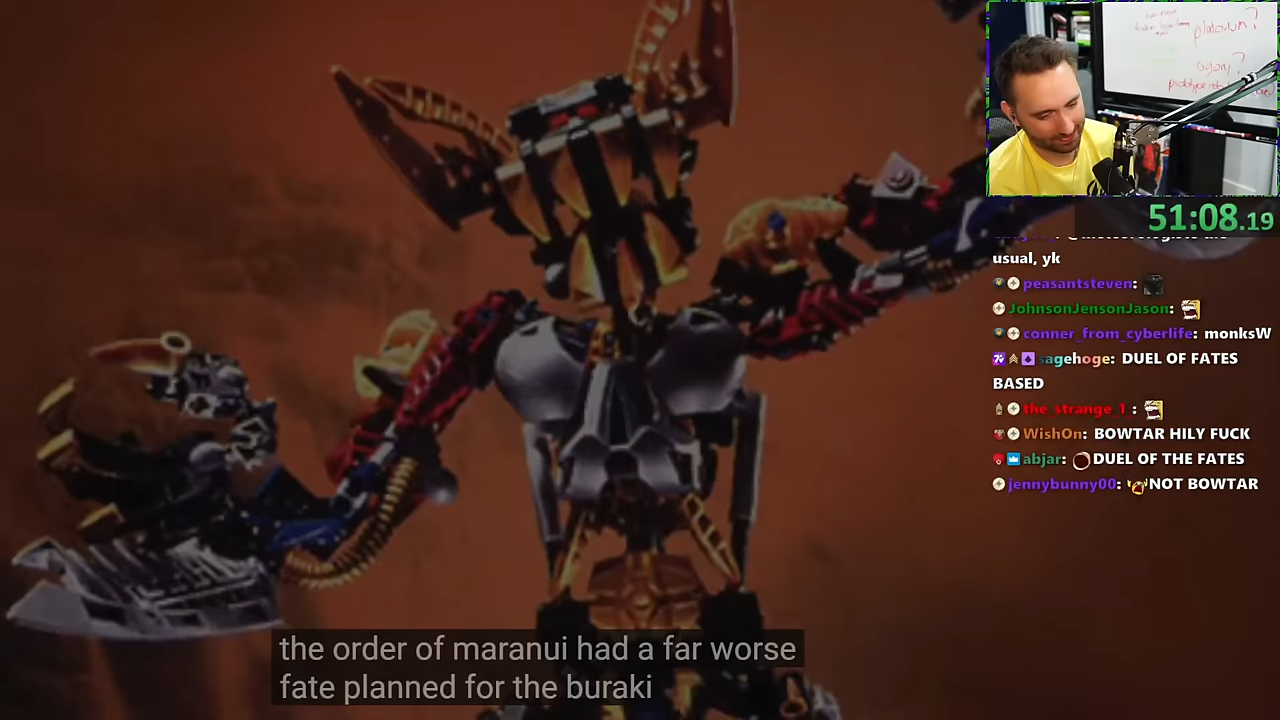 platonun?
agony?
51:08.19
usual, yk
peasantsteven:
JohnsonJensonJason:
conner_from_cyberlife: monksW
sagehoge: DUEL OF FATES
BASED
the_strange_1 :
WishOn: BOWTAR HILY FUCK
abjar: DUEL OF THE FATES
jennybunny00: NOT BOWTAR
the order of maranui had a far worse
fate planned for the buraki